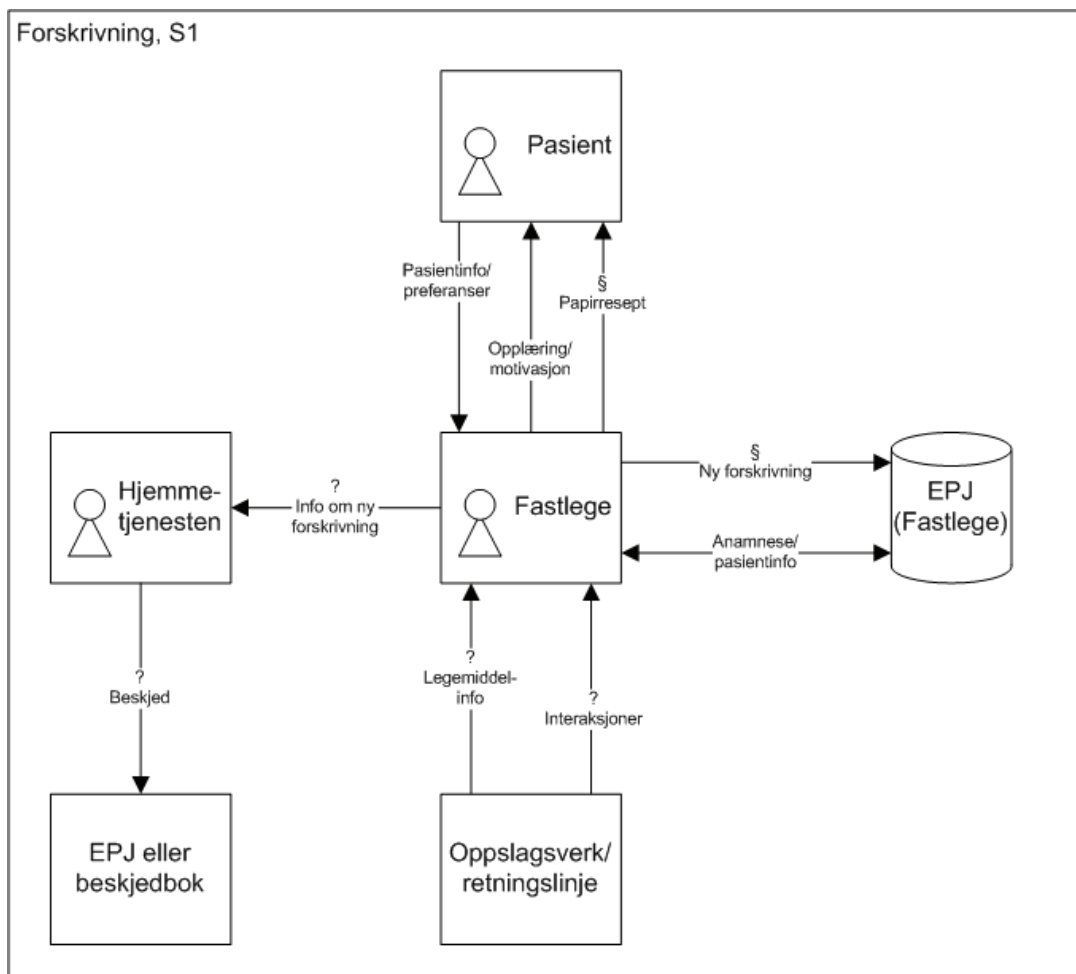 Forskrivning, S1
Pasient
Pasientinfo/
preferanser
§
Papirresept
Opplæring/
motivasjon
Hjemme-
tjenesten
?
Info om ny
forskrivning
Fastlege
§
Ny forskrivning
Anamnese/
pasientinfo
EPJ
(Fastlege)
?
Beskjed
?
Legemiddel-
info
?
Interaksjoner
EPJ eller
beskjedbok
Oppslagsverk/
retningslinje